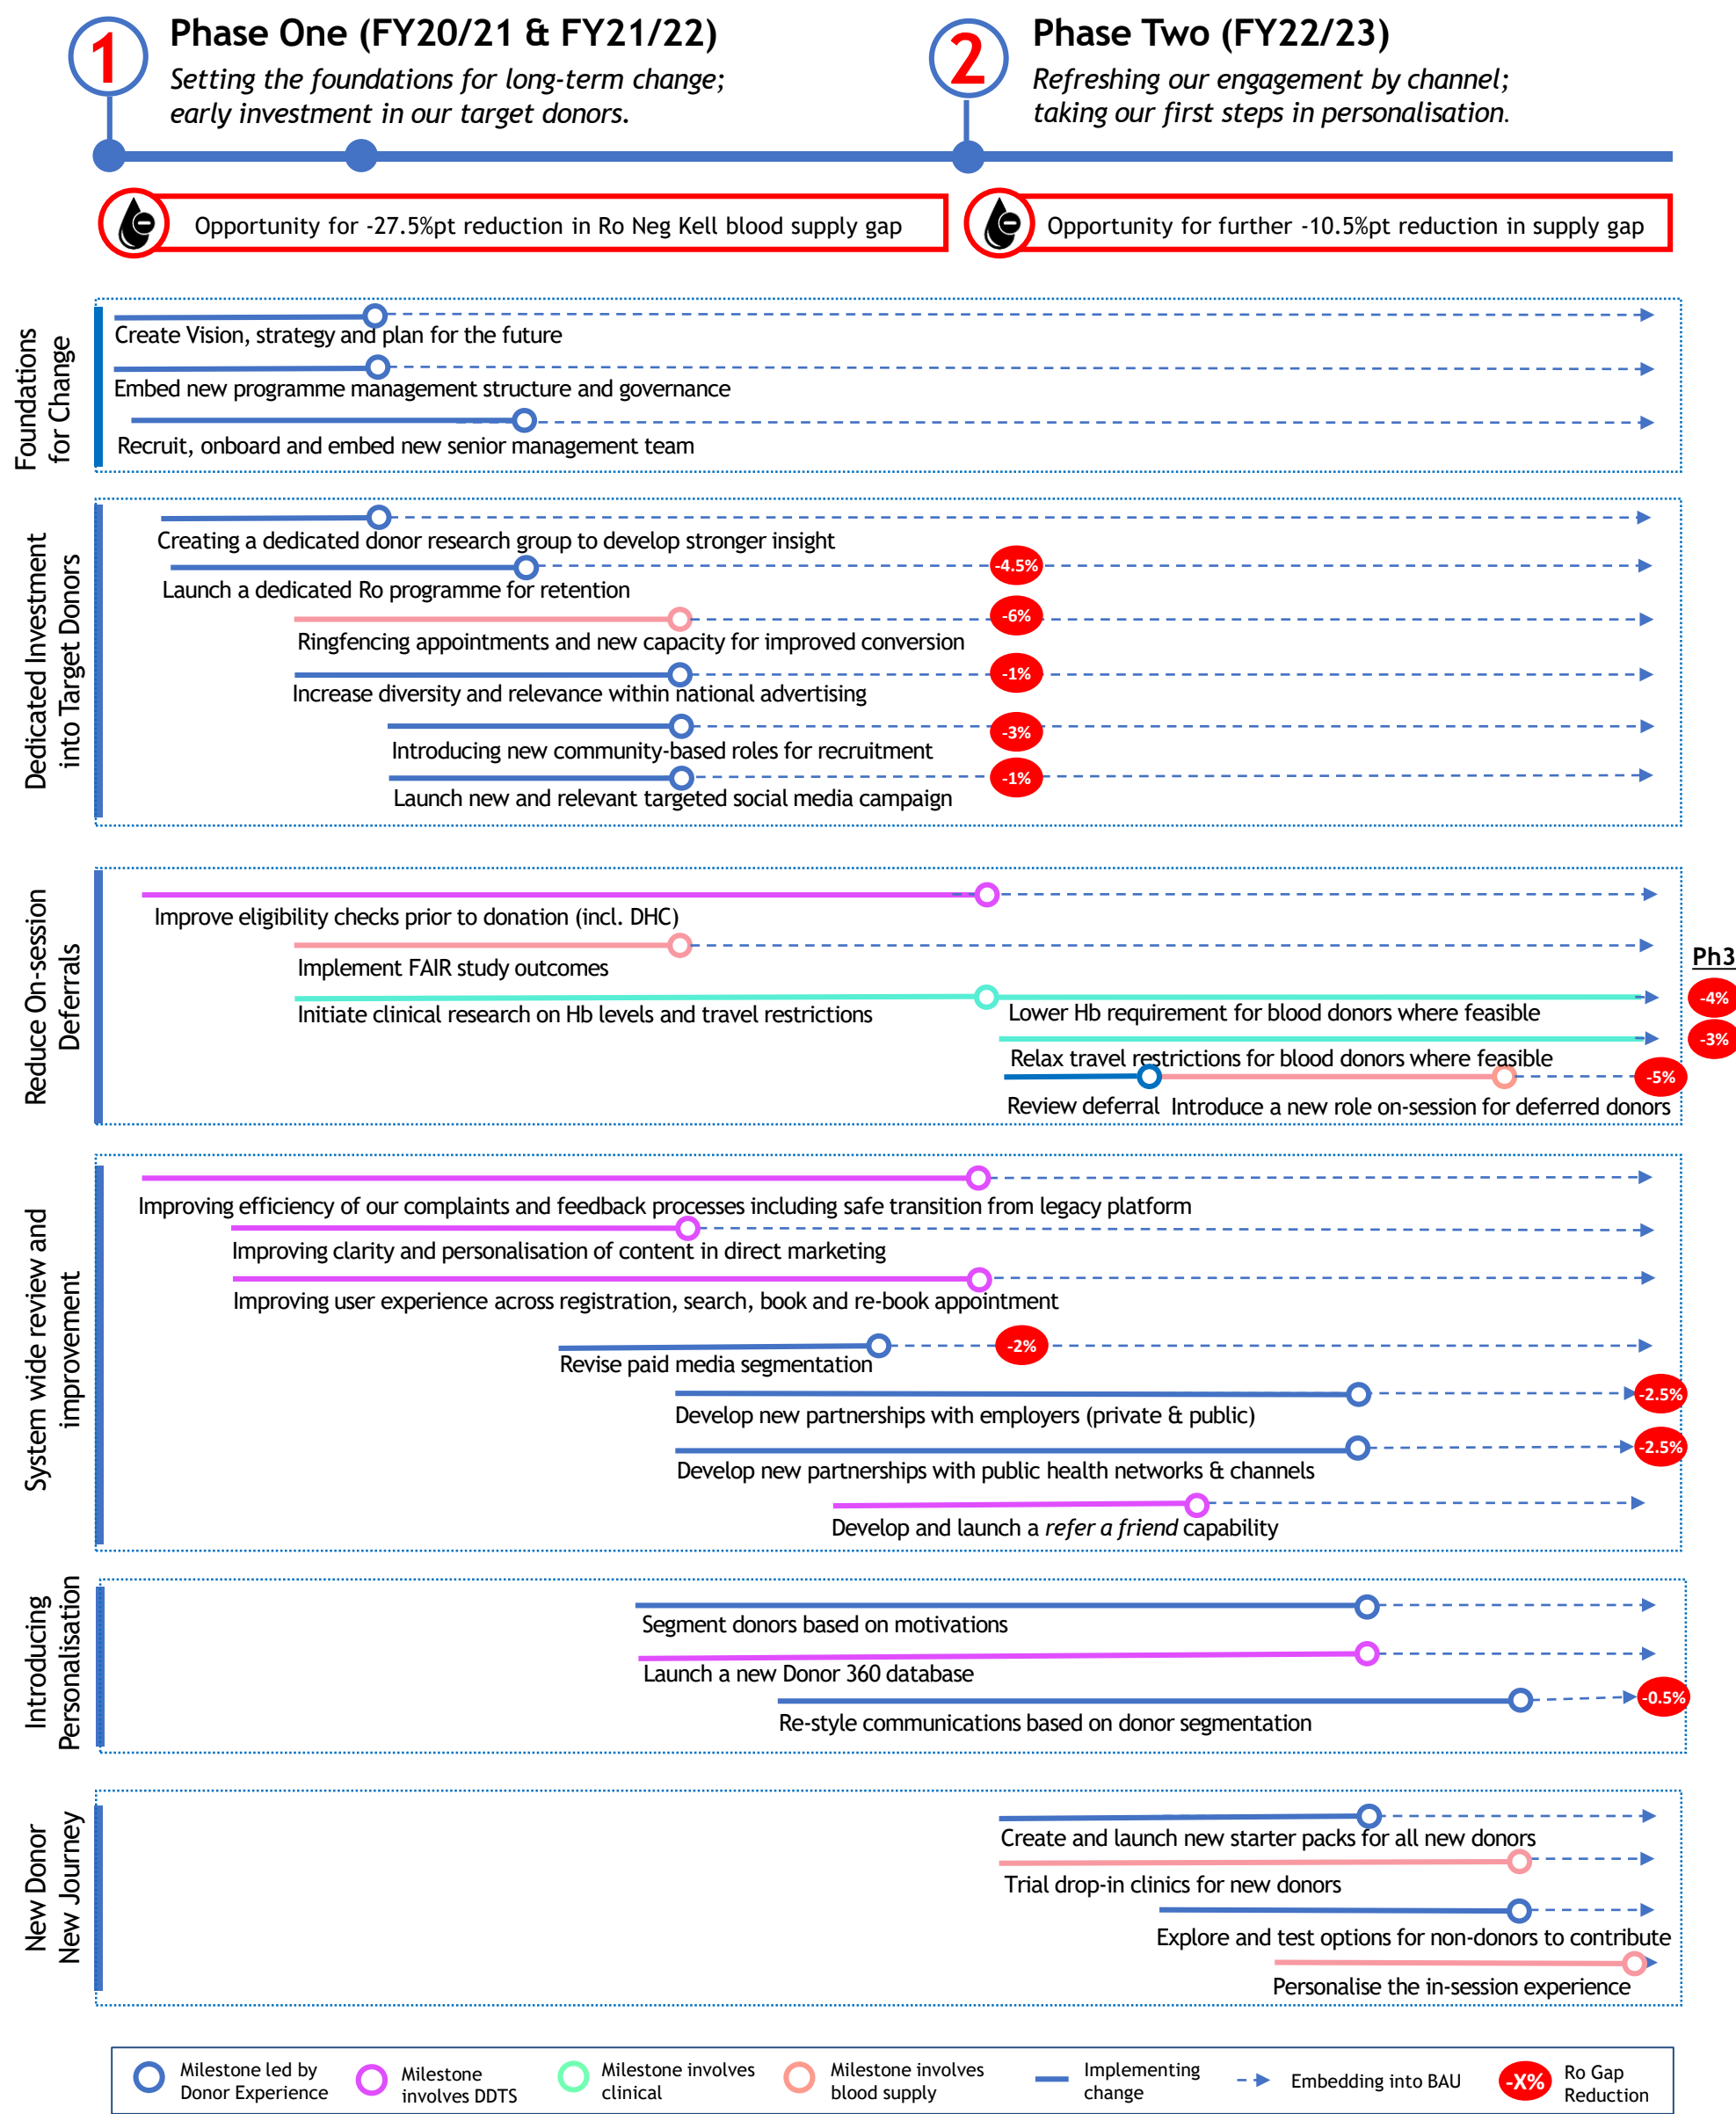 1
Phase One (FY20/21 & FY21/22)
Setting the foundations for long-term change;
early investment in our target donors.
2
Phase Two (FY22/23)
Refreshing our engagement by channel;
taking our first steps in personalisation.
Opportunity for -27.5%pt reduction in Ro Neg Kell blood supply gap
Opportunity for further -10.5%pt reduction in supply gap
Foundations
for Change
Create Vision, strategy and plan for the future
Embed new programme management structure and governance
Recruit, onboard and embed new senior management team
Dedicated Investment
into Target Donors
Creating a dedicated donor research group to develop stronger insight
-4.5%
Launch a dedicated Ro programme for retention
-6%
Ringfencing appointments and new capacity for improved conversion
-1%
Increase diversity and relevance within national advertising
-3%
Introducing new community-based roles for recruitment
-1%
Launch new and relevant targeted social media campaign
Reduce On-session
Deferrals
Improve eligibility checks prior to donation (incl. DHC)
Implement FAIR study outcomes
Ph3
-4%
Initiate clinical research on Hb levels and travel restrictions
Lower Hb requirement for blood donors where feasible
-3%
Relax travel restrictions for blood donors where feasible
-5%
Review deferral
Introduce a new role on-session for deferred donors
System wide review and
improvement
Improving efficiency of our complaints and feedback processes including safe transition from legacy platform
Improving clarity and personalisation of content in direct marketing
Improving user experience across registration, search, book and re-book appointment
-2%
Revise paid media segmentation
-2.5%
Develop new partnerships with employers (private & public)
-2.5%
Develop new partnerships with public health networks & channels
Develop and launch a refer a friend capability
Introducing
Personalisation
Segment donors based on motivations
Launch a new Donor 360 database
-0.5%
Re-style communications based on donor segmentation
New Donor
New Journey
Create and launch new starter packs for all new donors
Trial drop-in clinics for new donors
Explore and test options for non-donors to contribute
Personalise the in-session experience
Milestone led by
Donor Experience
Milestone
involves DDTS
Milestone involves
clinical
Milestone involves
blood supply
Implementing
change
Embedding into BAU
-X%
Ro Gap
Reduction